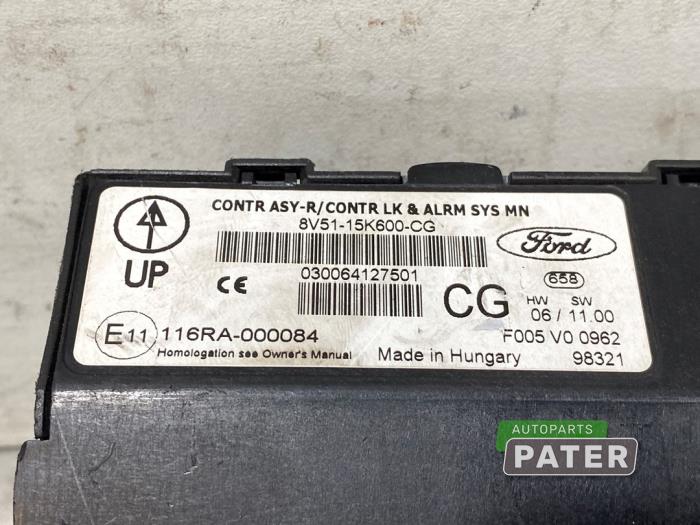 CONTR ASY-R/CONTR LK & ALRM SYS MN
8V51-15K600-CG
Ford
UP
CE
030064127501
CG
658
HW SW
06 / 11.00
E11 116RA-000084
F005 V0 0962
Homologation see Owner's Manual
Made in Hungary
98321
AUTOPARTS
PATER